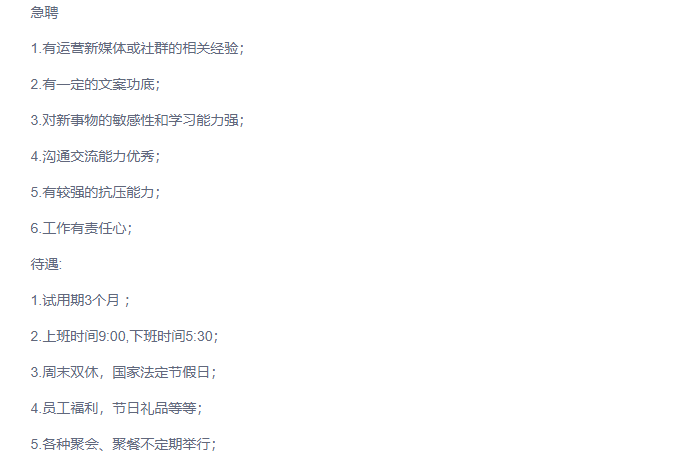 急聘
1.有运营新媒体或社群的相关经验；
2.有一定的文案功底；
3.对新事物的敏感性和学习能力强；
4.沟通交流能力优秀；
5.有较强的抗压能力；
6.工作有责任心；
待遇:
1.试用期3个月 ；
2.上班时间9:00,下班时间5:30；
3.周末双休，国家法定节假日；
4.员工福利，节日礼品等等；
5.各种聚会、聚餐不定期举行；